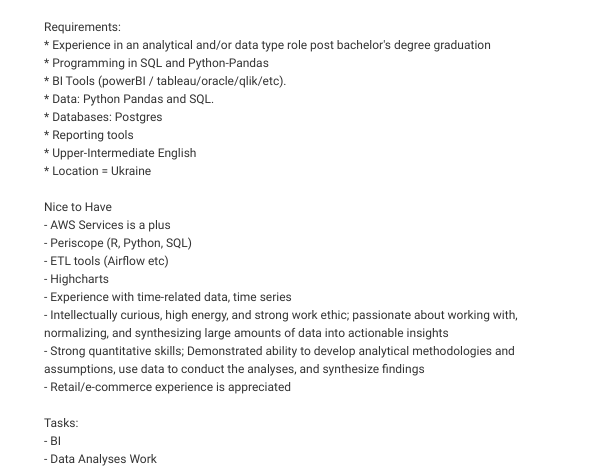 Requirements:
* Experience in an analytical and/or data type role post bachelor's degree graduation
* Programming in SQL and Python-Pandas
* BI Tools (powerBI / tableau/oracle/qlik/etc).
* Data: Python Pandas and SQL.
* Databases: Postgres
* Reporting tools
* Upper-Intermediate English
* Location = Ukraine
Nice to Have
- AWS Services is a plus
- Periscope (R, Python, SQL)
- ETL tools (Airflow etc)
- Highcharts
- Experience with time-related data, time series
- Intellectually curious, high energy, and strong work ethic; passionate about working with,
normalizing, and synthesizing large amounts of data into actionable insights
- Strong quantitative skills; Demonstrated ability to develop analytical methodologies and
assumptions, use data to conduct the analyses, and synthesize findings
- Retail/e-commerce experience is appreciated
Tasks:
- BI
- Data Analyses Work